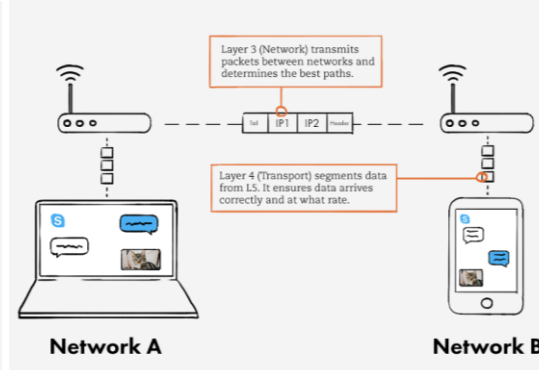 Layer 3 (Network) transmits
packets between networks and
determines the best paths.
Tail IP1 IP2 Header
Layer 4 (Transport) segments data
from L5. It ensures data arrives
correctly and at what rate.
S
S
Network A
Network B